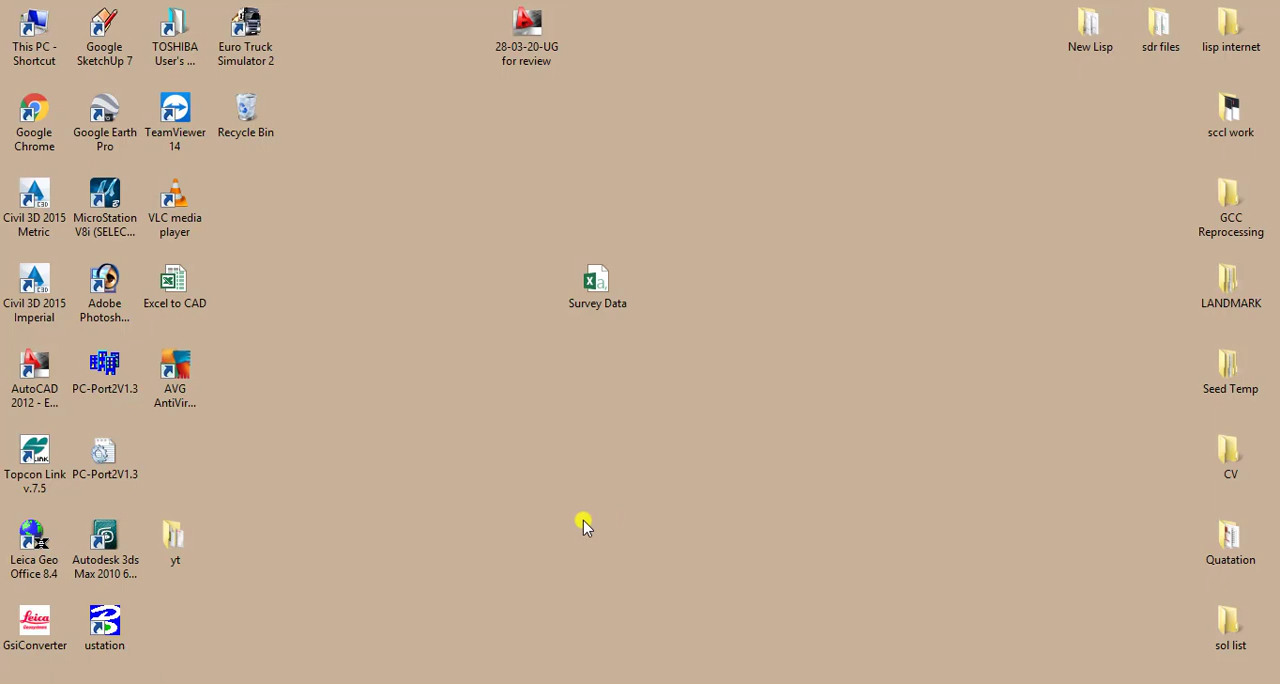 This PC -
Shortcut
Google
SketchUp 7
TOSHIBA
User's ...
Euro Truck
Simulator 2
28-03-20-UG
for review
New Lisp
sdr files
lisp internet
Google
Chrome
Google Earth
Pro
TeamViewer
14
Recycle Bin
sccl work
Civil 3D 2015
Metric
MicroStation
V8i (SELEC...
VLC media
player
GCC
Reprocessing
Civil 3D 2015
Imperial
Adobe
Photosh...
Excel to CAD
Survey Data
LANDMARK
AutoCAD
2012 - E...
PC-Port2V1.3
AVG
AntiVir...
Seed Temp
Topcon Link
v.7.5
PC-Port2V1.3
CV
Leica Geo
Office 8.4
Autodesk 3ds
Max 2010 6...
yt
Quatation
GsiConverter
ustation
sol list